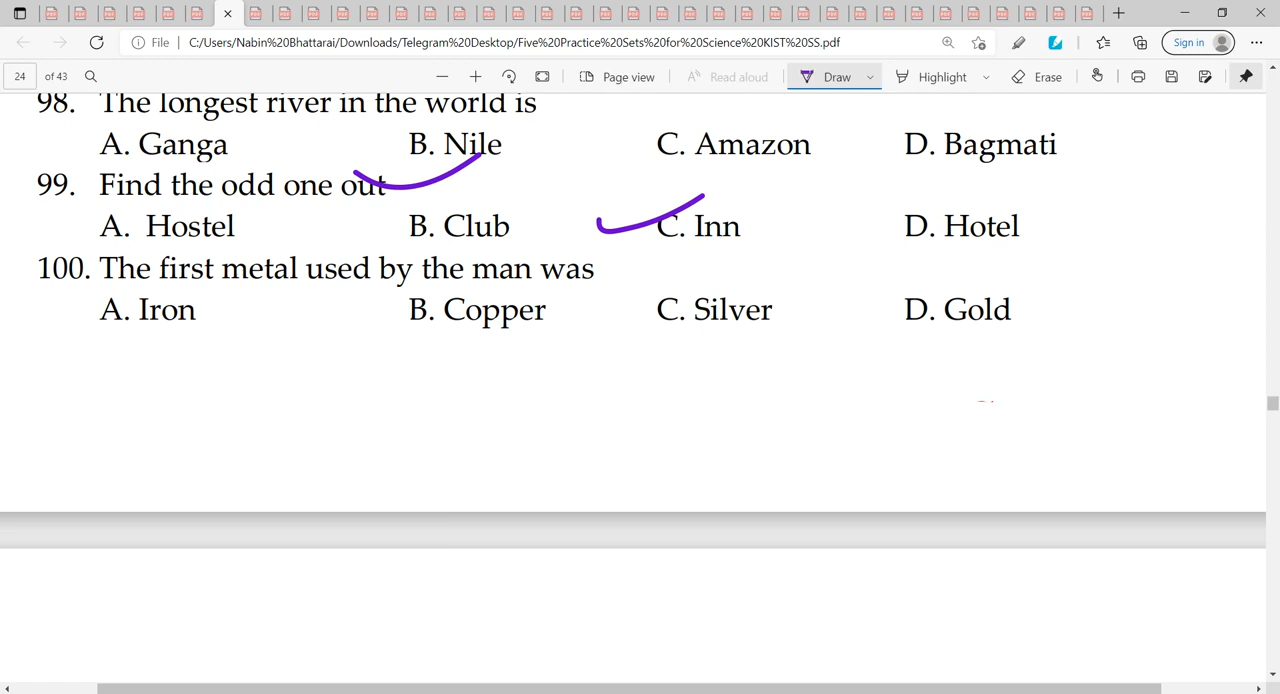 File | C:/Users/Nabin%20Bhattarai/Downloads/Telegram%20Desktop/Five%20Practice%20Sets%20for%20Science%20KIST%20SS.pdf Sign in
24 of 43 Page view Read aloud Draw Highlight Erase
98. The longest river in the world is
A. Ganga B. Nile C. Amazon D. Bagmati
99. Find the odd one out
A. Hostel B. Club C. Inn D. Hotel
100. The first metal used by the man was
A. Iron B. Copper C. Silver D. Gold